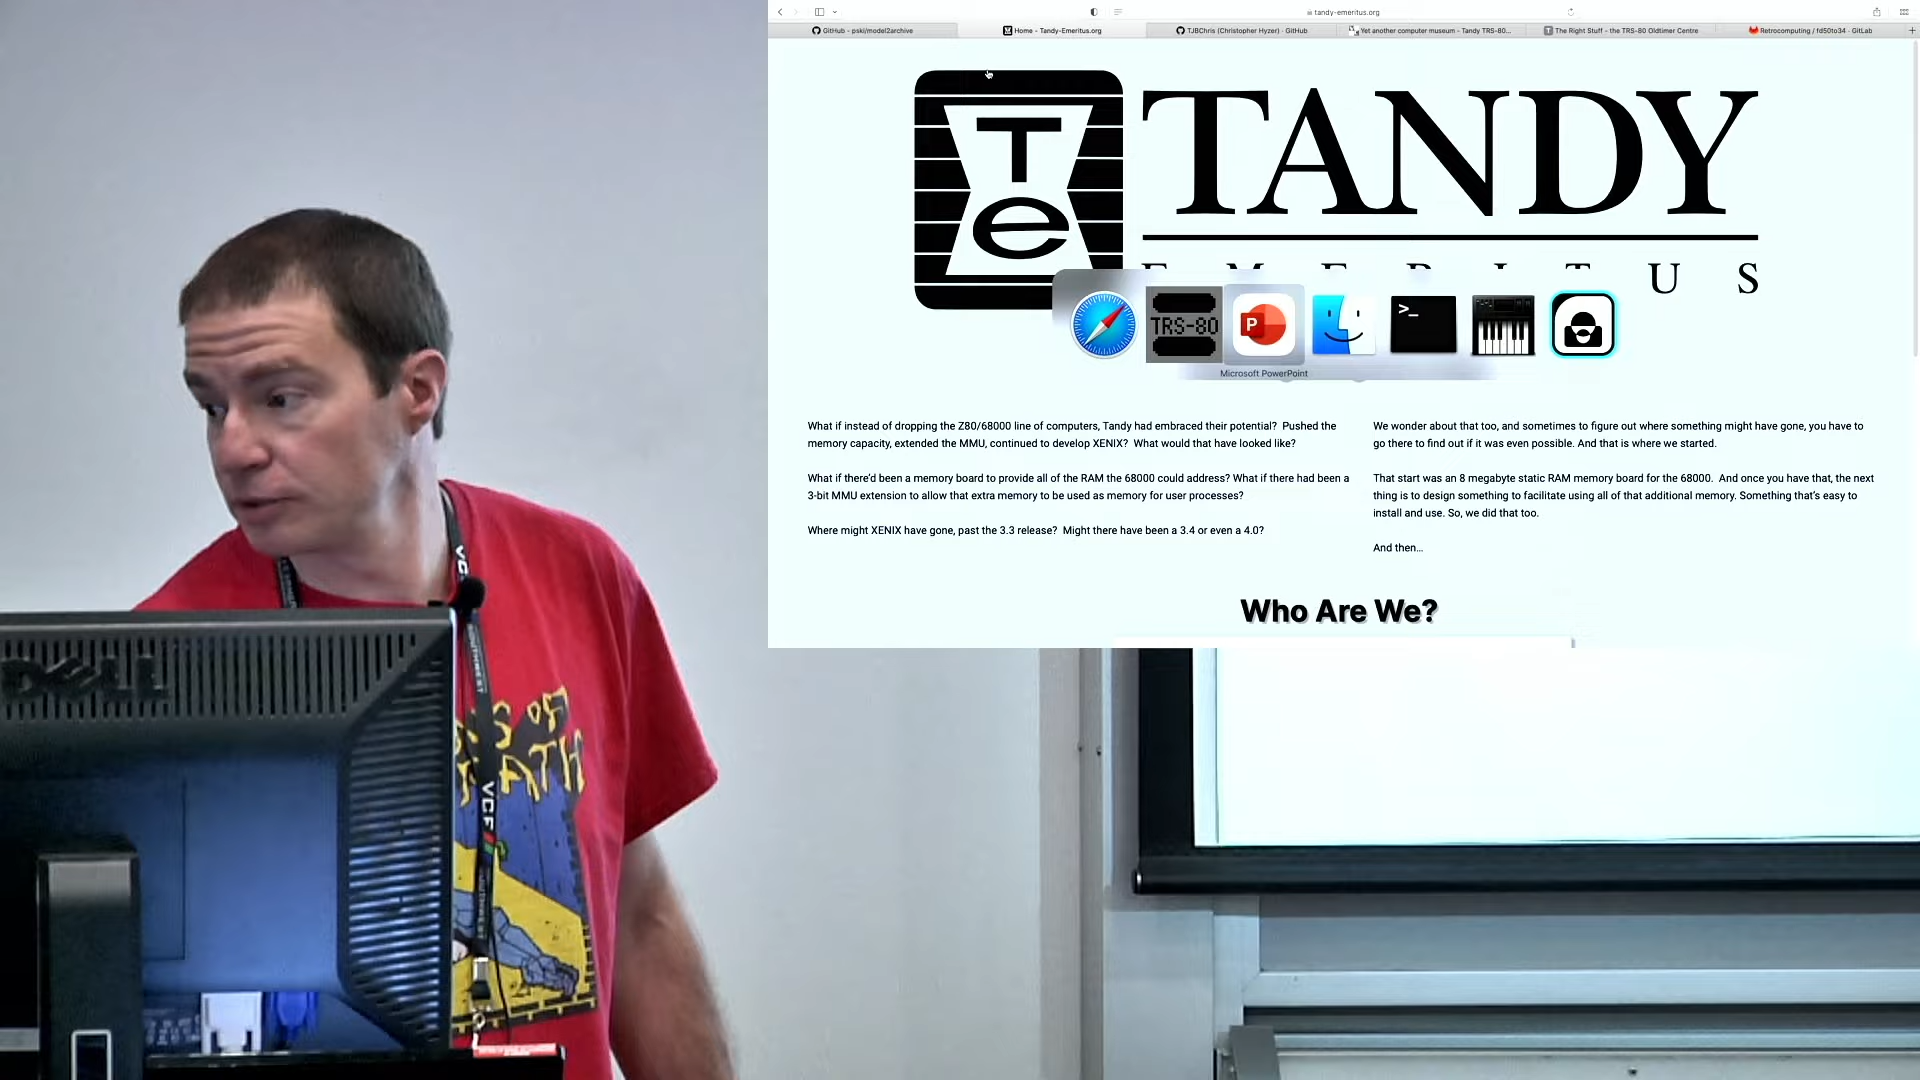 tandy-emeritus.org
GitHub - pski/model2archive
Home - Tandy-Emeritus.org
TJBChris (Christopher Hyzer) · GitHub
Yet another computer museum - Tandy TRS-80...
The Right Stuff - the TRS-80 Oldtimer Centre
Retrocomputing / fd50to34 · GitLab
Te
TANDY
EMERITUS
TRS-80
P
>_
Microsoft PowerPoint
What if instead of dropping the Z80/68000 line of computers, Tandy had embraced their potential? Pushed the
memory capacity, extended the MMU, continued to develop XENIX? What would that have looked like?
What if there'd been a memory board to provide all of the RAM the 68000 could address? What if there had been a
3-bit MMU extension to allow that extra memory to be used as memory for user processes?
Where might XENIX have gone, past the 3.3 release? Might there have been a 3.4 or even a 4.0?
We wonder about that too, and sometimes to figure out where something might have gone, you have to
go there to find out if it was even possible. And that is where we started.
That start was an 8 megabyte static RAM memory board for the 68000. And once you have that, the next
thing is to design something to facilitate using all of that additional memory. Something that's easy to
install and use. So, we did that too.
And then…
Who Are We?
DELL
VC
OF
ATH
VCF